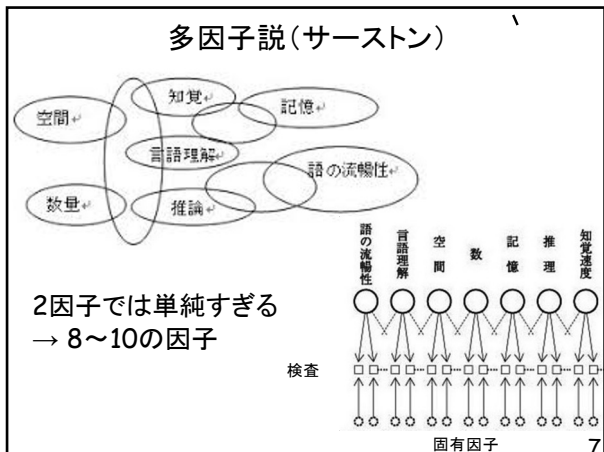 多因子説(サーストン)
知覚
記憶
空間
言語理解
語の流暢性
数量
推論
語の流暢性
言語理解
空間
数
記憶
推理
知覚速度
2因子では単純すぎる
→ 8~10の因子
検査
固有因子
7